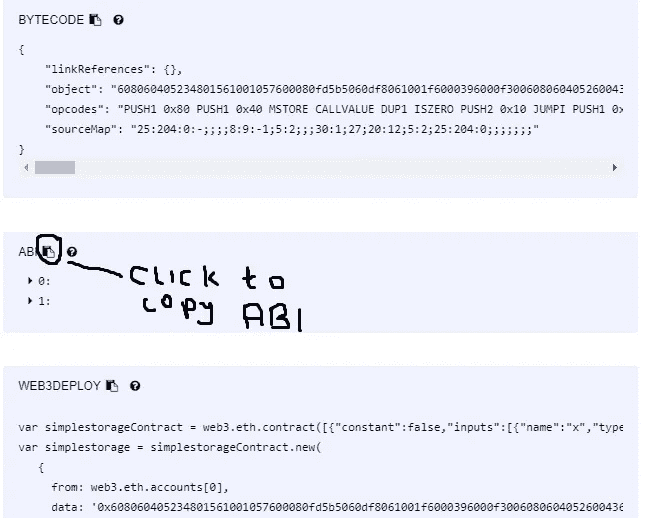 BYTECODE
{
"linkReferences": {},
"object": "608060405234801561001057600080fd5b5060df8061001f6000396000f300608060405260043
"opcodes": "PUSH1 0x80 PUSH1 0x40 MSTORE CALLVALUE DUP1 ISZERO PUSH2 0x10 JUMPI PUSH1 0x
"sourceMap": "25:204:0:-;;;;8:9:-1;5:2;;;30:1;27;20:12;5:2;25:204:0;;;;;;;"
}
ABI
0:
1:
CLICK to
copy ABI
WEB3DEPLOY
var simplestorageContract = web3.eth.contract([{"constant":false,"inputs":[{"name":"x","type
var simplestorage = simplestorageContract.new(
{
from: web3.eth.accounts[0],
data: '0x608060405234801561001057600080fd5b5060df8061001f6000396000f3006080604052600436